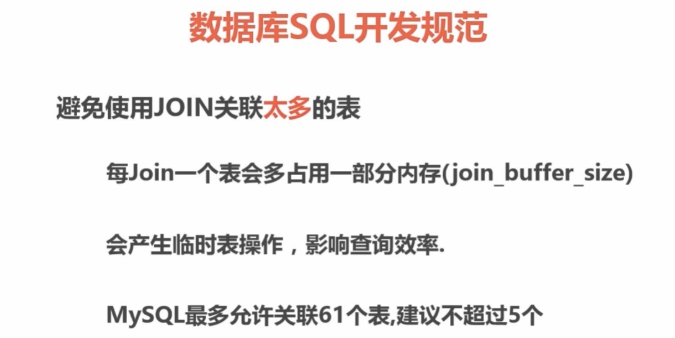 数据库SQL开发规范
避免使用JOIN关联太多的表
每Join一个表会多占用一部分内存(join_buffer_size)
会产生临时表操作，影响查询效率.
MySQL最多允许关联61个表,建议不超过5个